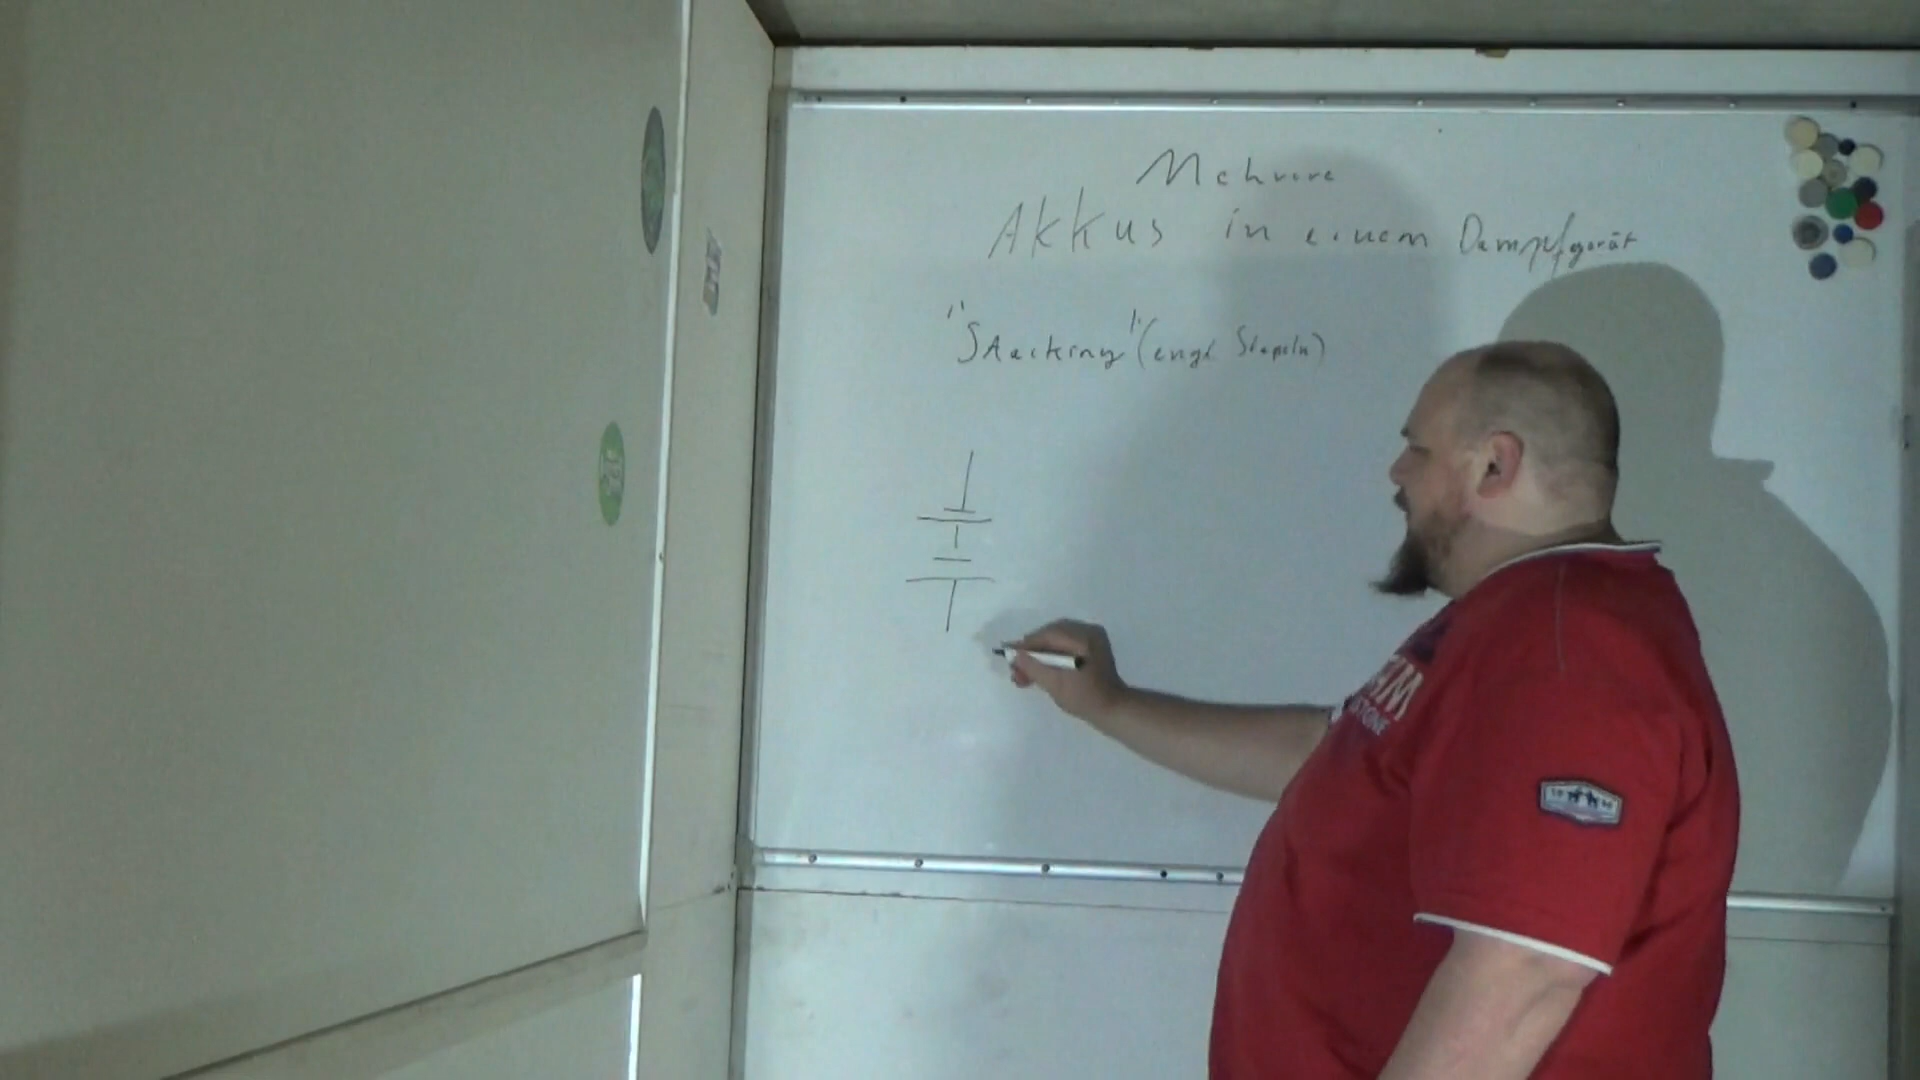 Mehrere
Akkus in einem Dampfgerät
"Stacking" (engl Stapeln)